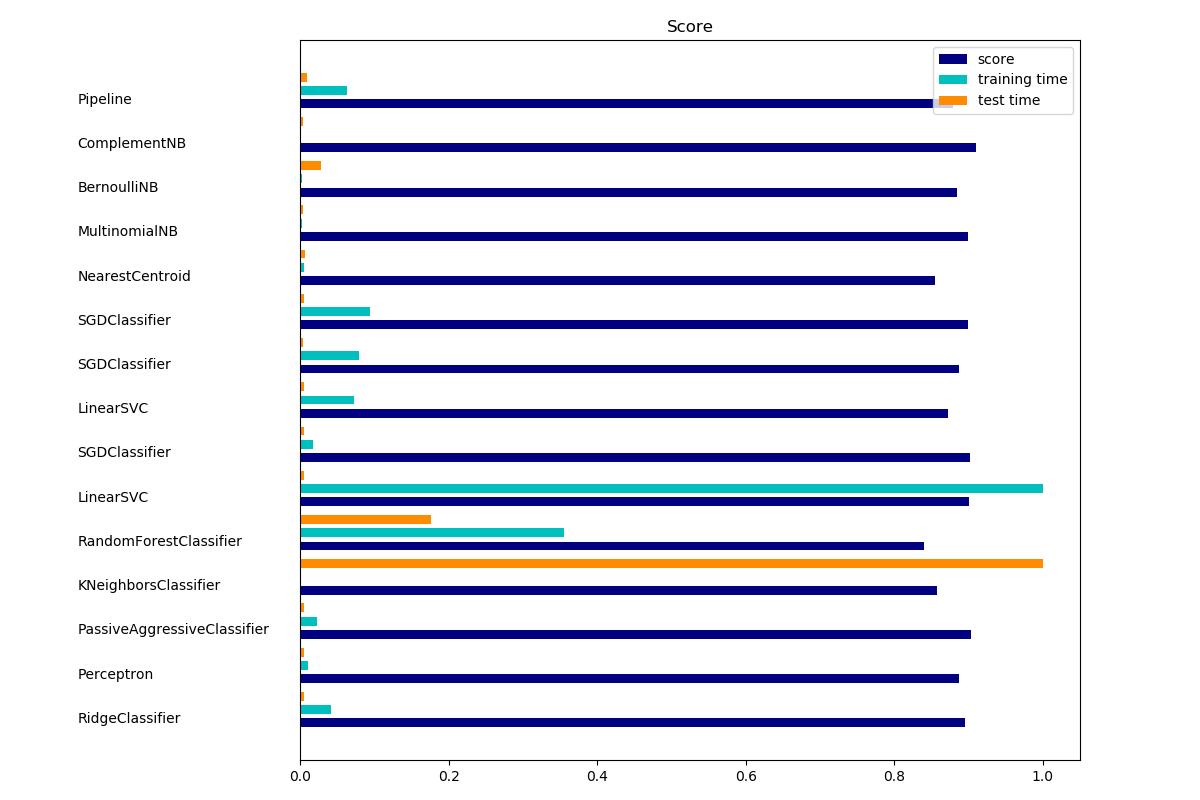 Score
score
training time
test time
Pipeline
ComplementNB
BernoulliNB
MultinomialNB
NearestCentroid
SGDClassifier
SGDClassifier
LinearSVC
SGDClassifier
LinearSVC
RandomForestClassifier
KNeighborsClassifier
PassiveAggressiveClassifier
Perceptron
RidgeClassifier
0.0 0.2 0.4 0.6 0.8 1.0